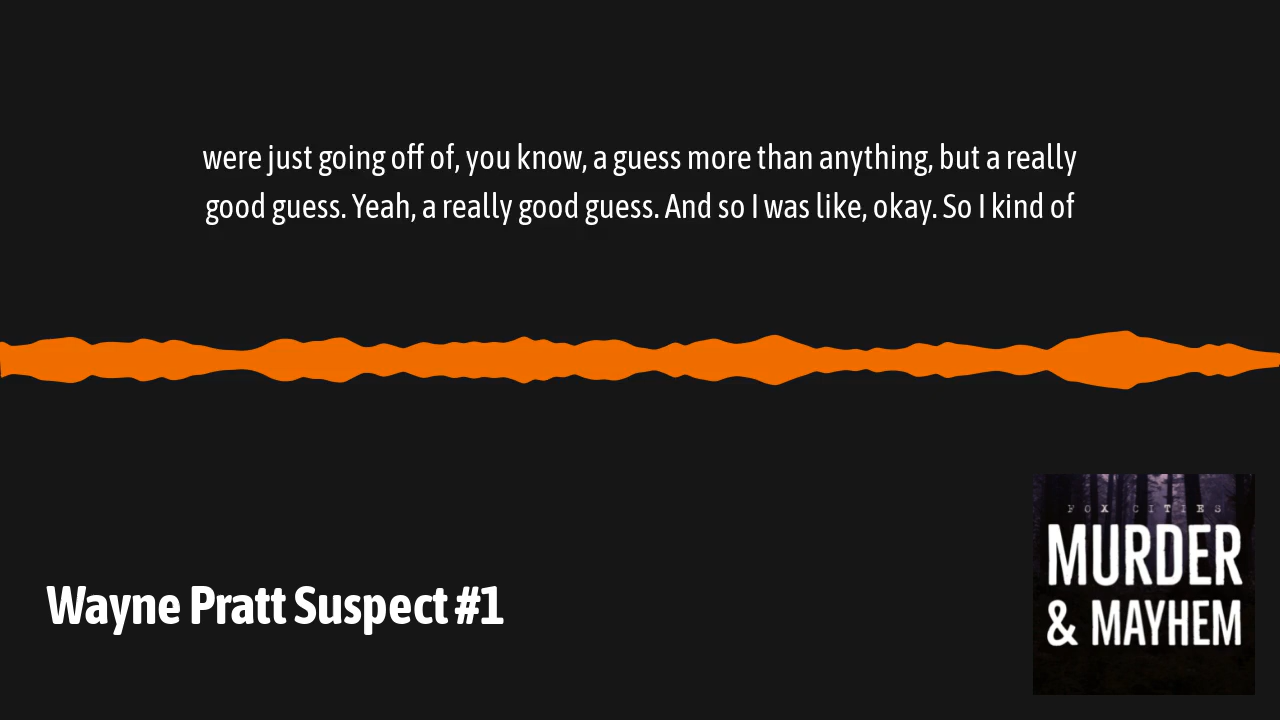 were just going off of, you know, a guess more than anything, but a really
good guess. Yeah, a really good guess. And so I was like, okay. So I kind of
FOX CITIES
MURDER
& MAYHEM
Wayne Pratt Suspect #1